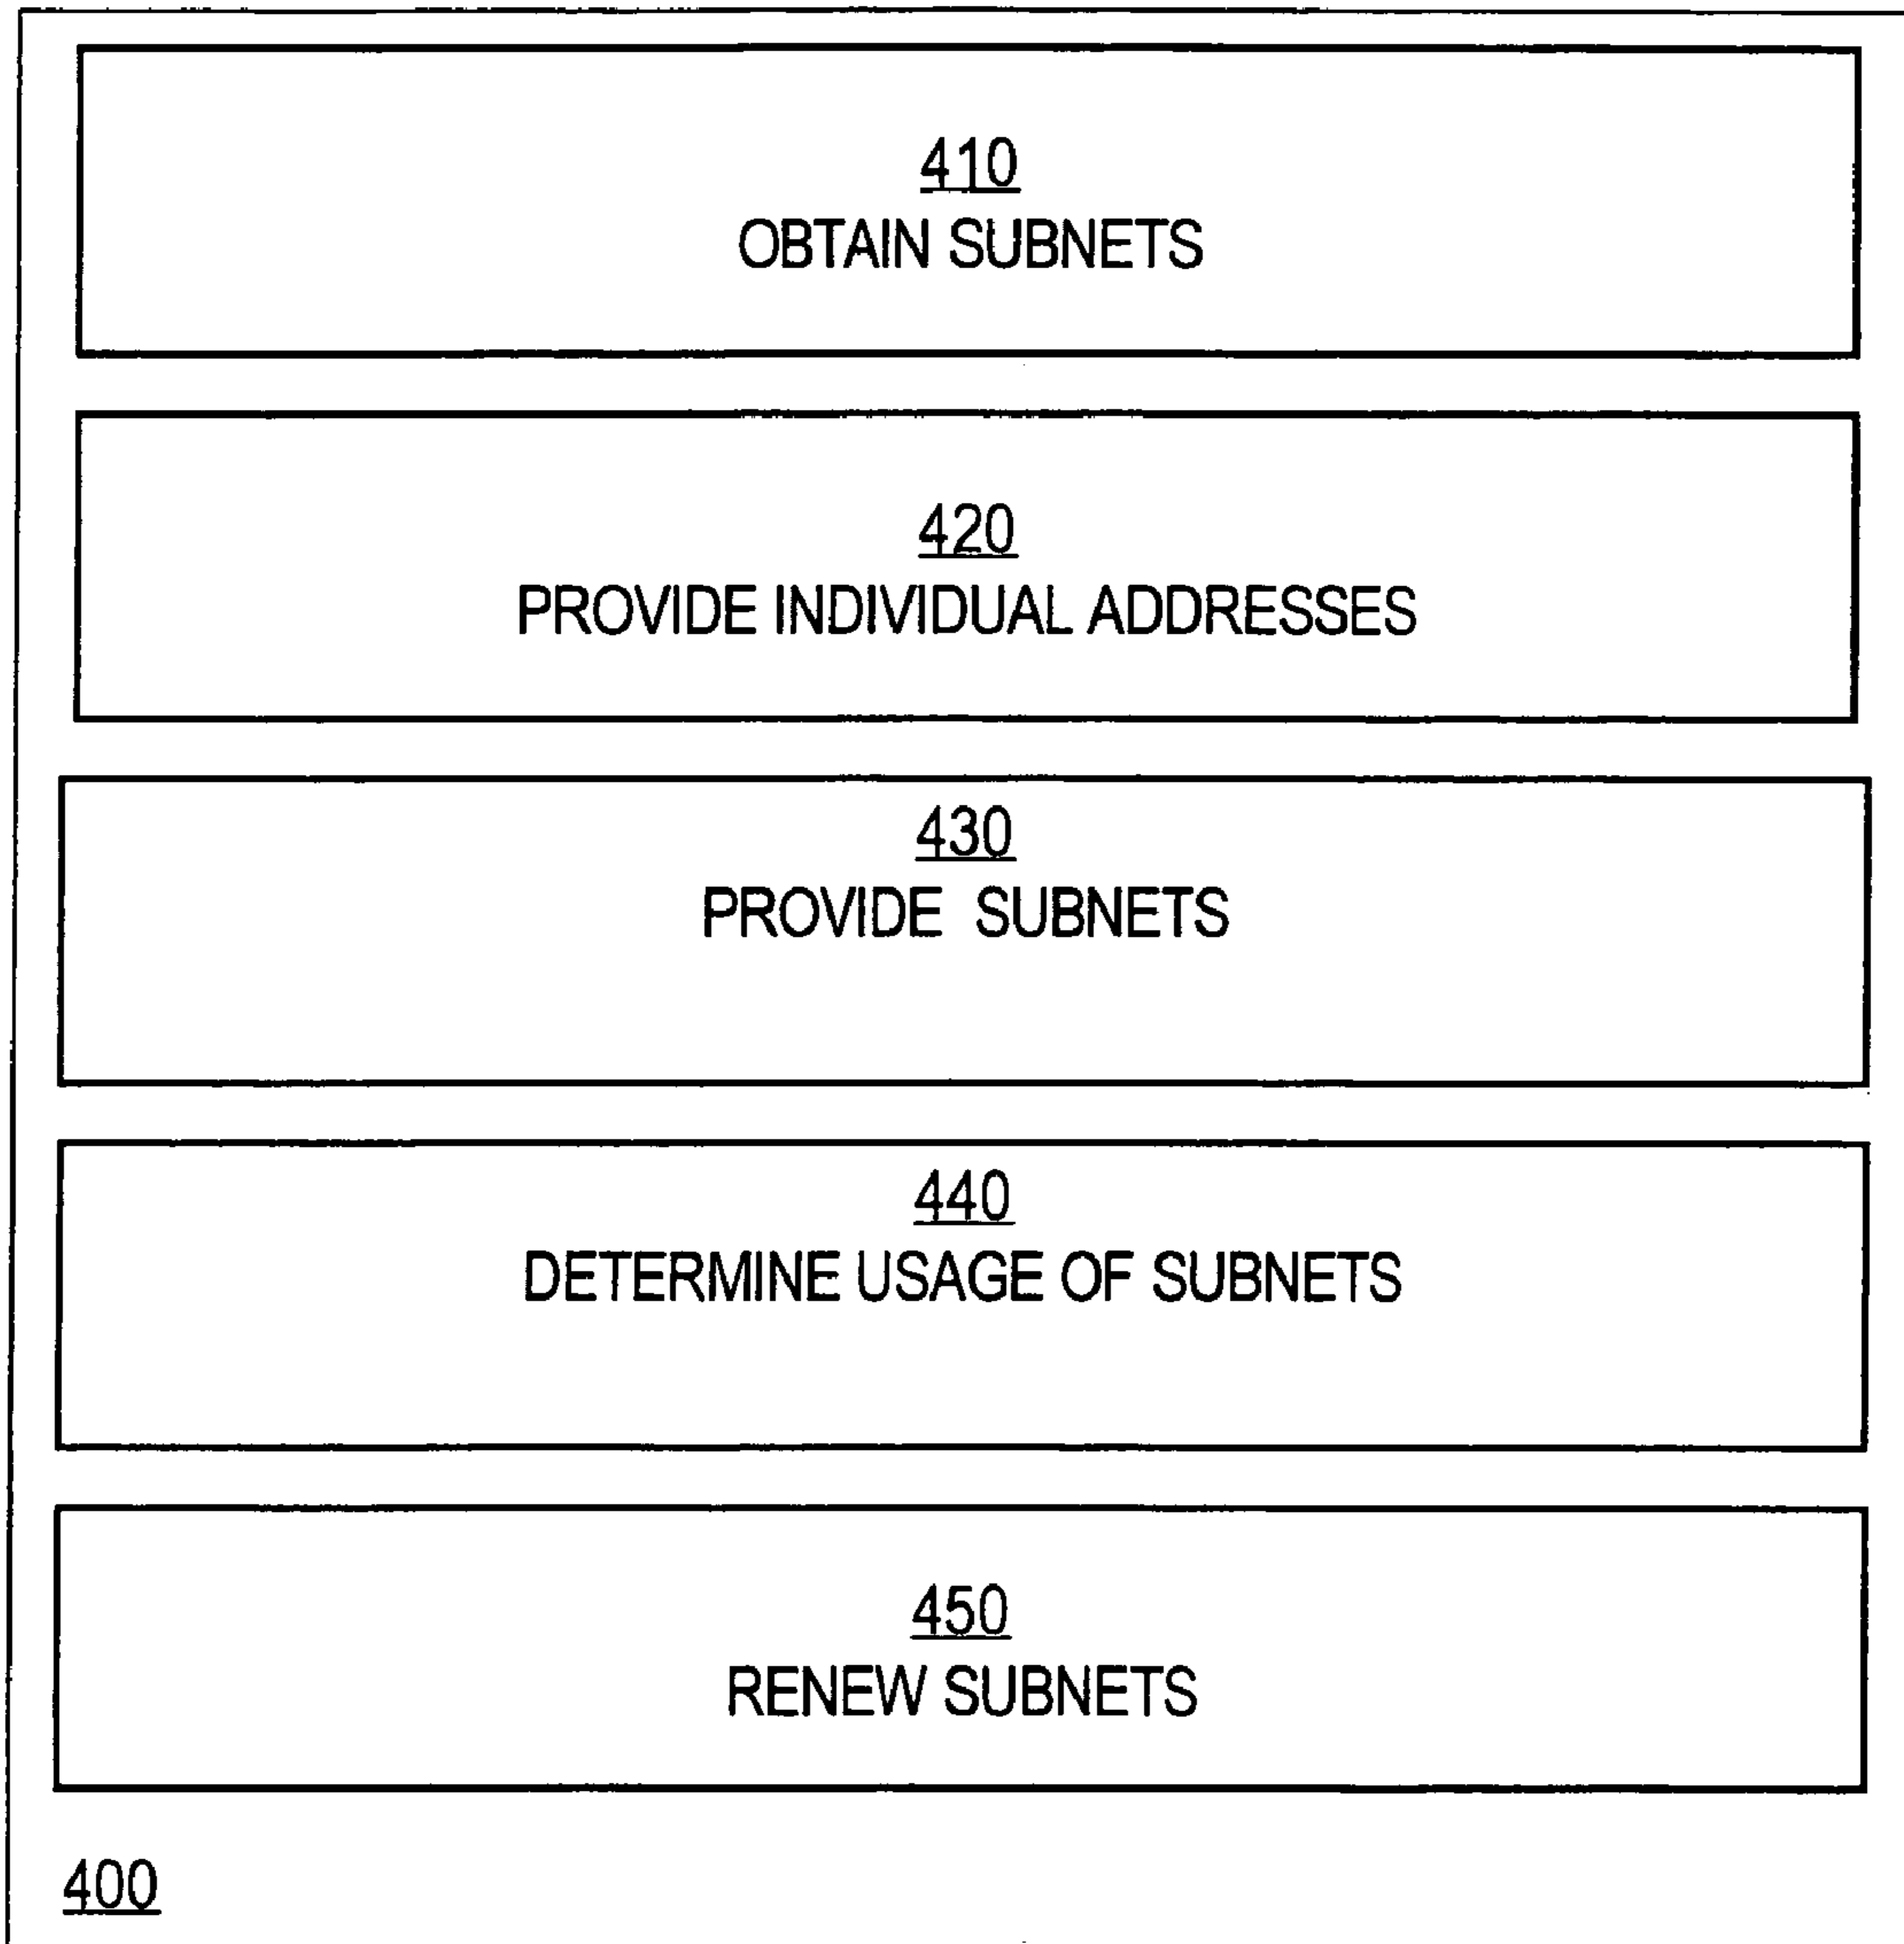 410
OBTAIN SUBNETS
420
PROVIDE INDIVIDUAL ADDRESSES
430
PROVIDE SUBNETS
440
DETERMINE USAGE OF SUBNETS
450
RENEW SUBNETS
400